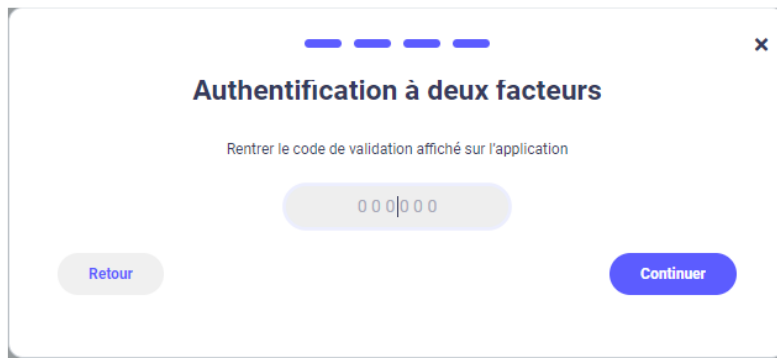 ×
Authentification à deux facteurs
Rentrer le code de validation affiché sur l'application
000000
Retour
Continuer